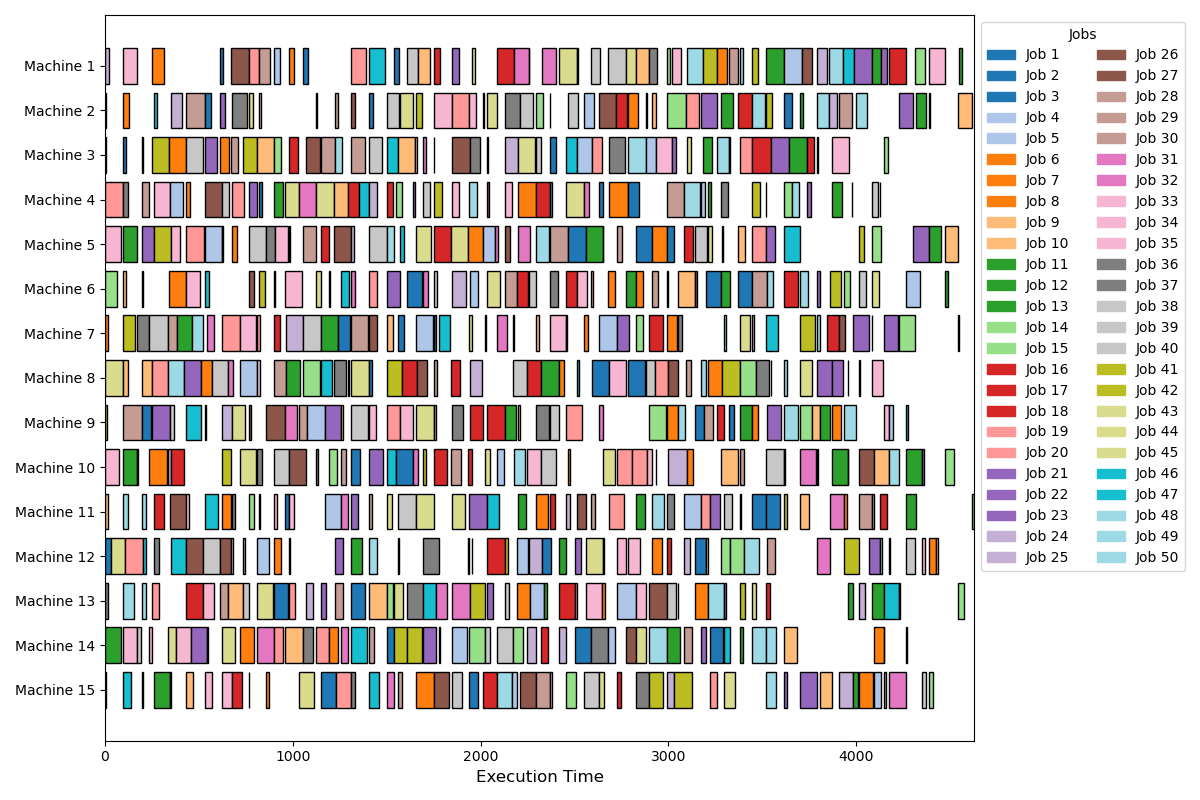 Machine 1
Machine 2
Machine 3
Machine 4
Machine 5
Machine 6
Machine 7
Machine 8
Machine 9
Machine 10
Machine 11
Machine 12
Machine 13
Machine 14
Machine 15
0 1000 2000 3000 4000
Execution Time
Jobs
Job 1
Job 2
Job 3
Job 4
Job 5
Job 6
Job 7
Job 8
Job 9
Job 10
Job 11
Job 12
Job 13
Job 14
Job 15
Job 16
Job 17
Job 18
Job 19
Job 20
Job 21
Job 22
Job 23
Job 24
Job 25
Job 26
Job 27
Job 28
Job 29
Job 30
Job 31
Job 32
Job 33
Job 34
Job 35
Job 36
Job 37
Job 38
Job 39
Job 40
Job 41
Job 42
Job 43
Job 44
Job 45
Job 46
Job 47
Job 48
Job 49
Job 50